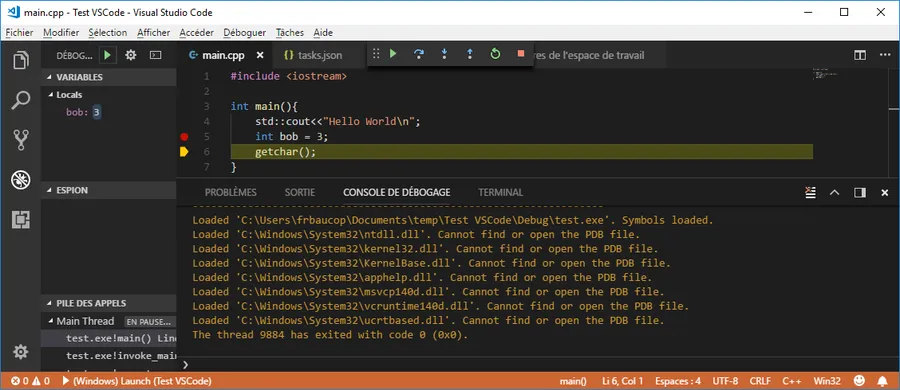 main.cpp - Test VSCode - Visual Studio Code
Fichier Modifier Sélection Afficher Accéder Déboguer Tâches Aide
DÉBOG...
main.cpp
tasks.json
res de l'espace de travail
VARIABLES
Locals
bob: 3
ESPION
PILE DES APPELS
Main Thread EN PAUSE...
test.exe!main() Line
test.exe!invoke_mai
1 #include <iostream>
2
3 int main(){
4 std::cout<<"Hello World\n";
5 int bob = 3;
6 getchar();
7 }
PROBLÈMES SORTIE CONSOLE DE DÉBOGAGE TERMINAL
Loaded 'C:\Users\frbaucop\Documents\temp\Test VSCode\Debug\test.exe'. Symbols loaded.
Loaded 'C:\Windows\System32\ntdll.dll'. Cannot find or open the PDB file.
Loaded 'C:\Windows\System32\kernel32.dll'. Cannot find or open the PDB file.
Loaded 'C:\Windows\System32\KernelBase.dll'. Cannot find or open the PDB file.
Loaded 'C:\Windows\System32\apphelp.dll'. Cannot find or open the PDB file.
Loaded 'C:\Windows\System32\msvcp140d.dll'. Cannot find or open the PDB file.
Loaded 'C:\Windows\System32\vcruntime140d.dll'. Cannot find or open the PDB file.
Loaded 'C:\Windows\System32\ucrtbased.dll'. Cannot find or open the PDB file.
The thread 9884 has exited with code 0 (0x0).
0 0 (Windows) Launch (Test VSCode) main() Li 6, Col 1 Espaces : 4 UTF-8 CRLF C++ Win32